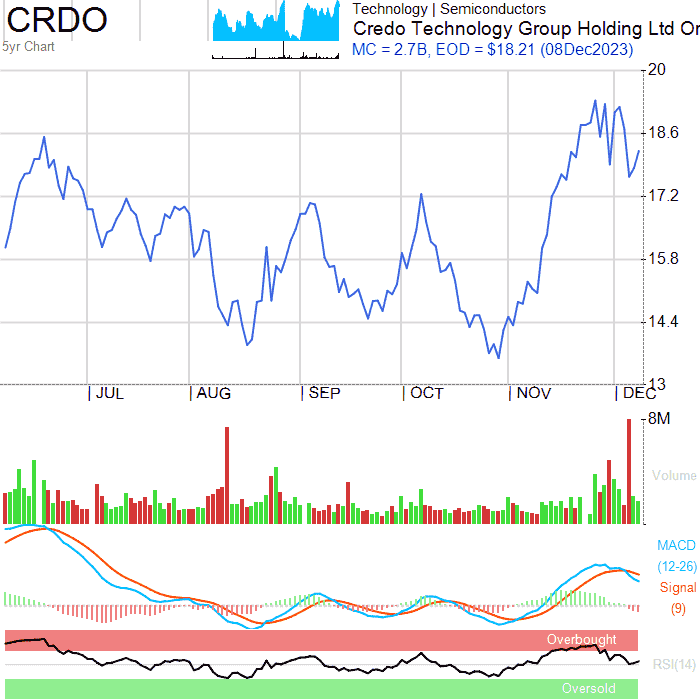 CRDO
5yr Chart
Technology | Semiconductors
Credo Technology Group Holding Ltd Or
MC = 2.7B, EOD = $18.21 (08Dec2023)
20
18.6
17.2
15.8
14.4
13
JUL AUG SEP OCT NOV DEC
8M
Volume
MACD
(12-26)
Signal
(9)
Overbought
RSI(14)
Oversold